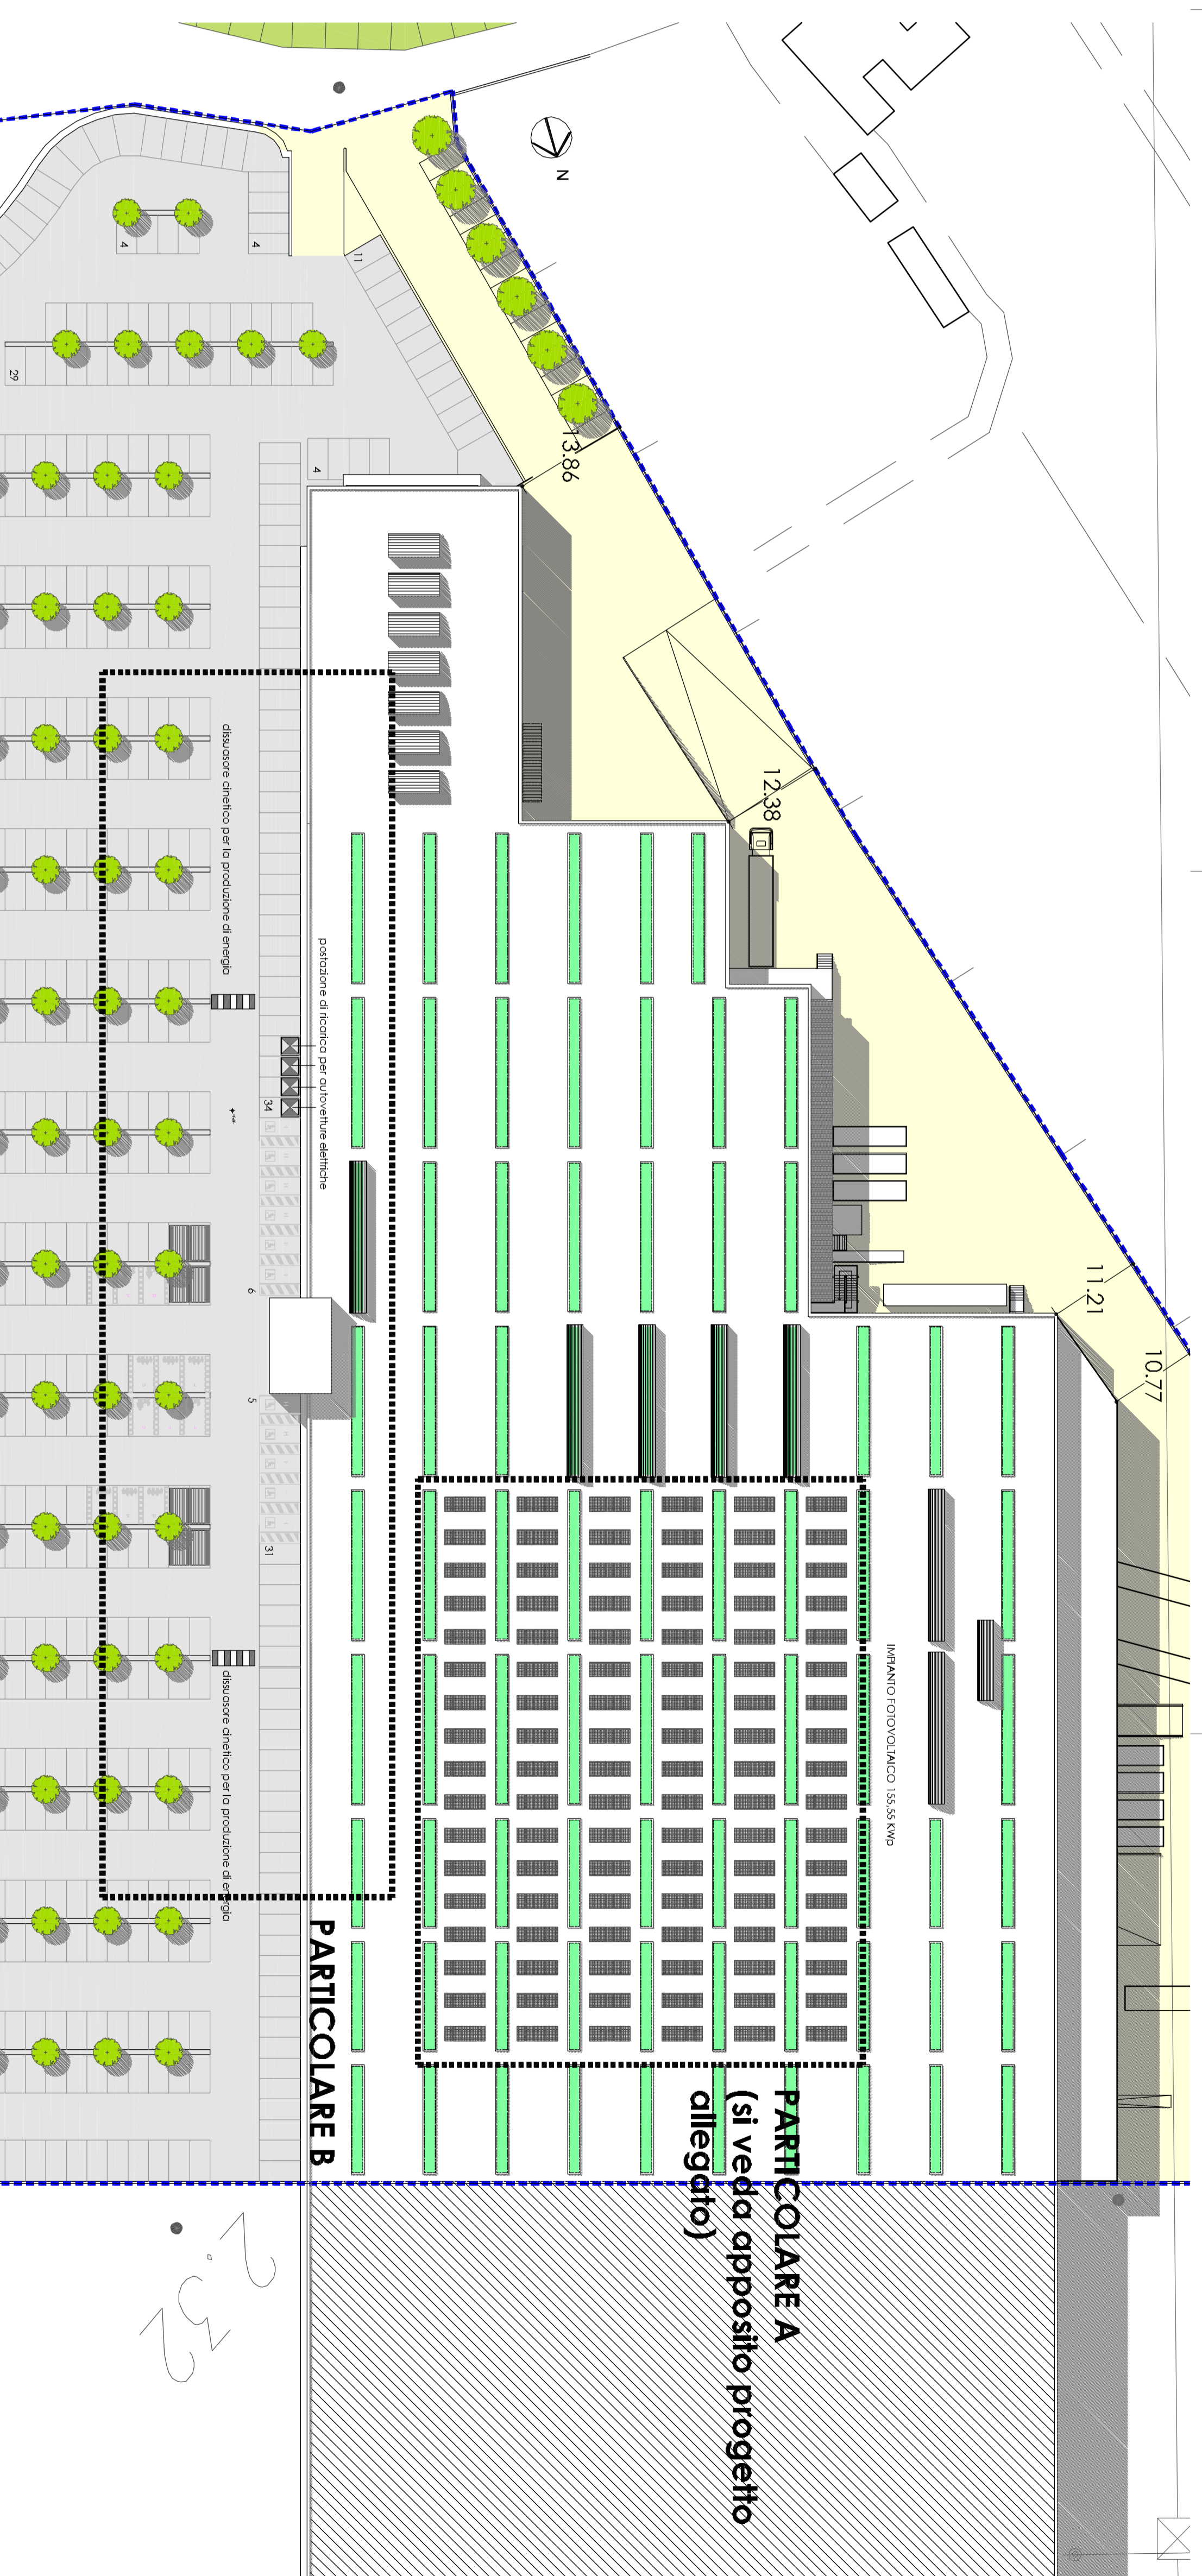 N
4
4
11
29
4
13.86
12.38
11.21
10.77
dissuasore cinetico per la produzione di energia
postazione di ricarica per autovetture elettriche
34
6
5
31
IMPIANTO FOTOVOLTAICO 155,55 KWp
dissuasore cinetico per la produzione di energia
PARTICOLARE B
PARTICOLARE A
(si veda apposito progetto
allegato)